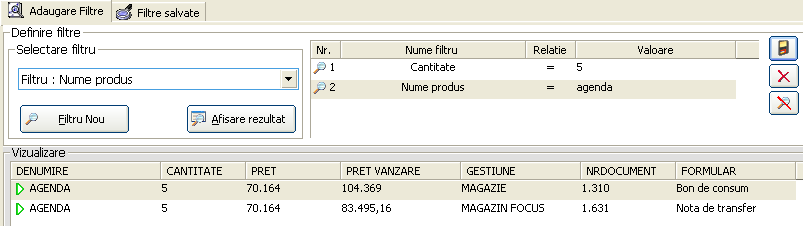 Adaugare Filtre Filtre salvate
Definire filtre
Selectare filtru
Filtru : Nume produs
Filtru Nou Afisare rezultat
Nr. Nume filtru Relatie Valoare
1 Cantitate = 5
2 Nume produs = agenda
Vizualizare
DENUMIRE CANTITATE PRET PRET VANZARE GESTIUNE NRDOCUMENT FORMULAR
AGENDA 5 70.164 104.369 MAGAZIE 1.310 Bon de consum
AGENDA 5 70.164 83.495,16 MAGAZIN FOCUS 1.631 Nota de transfer